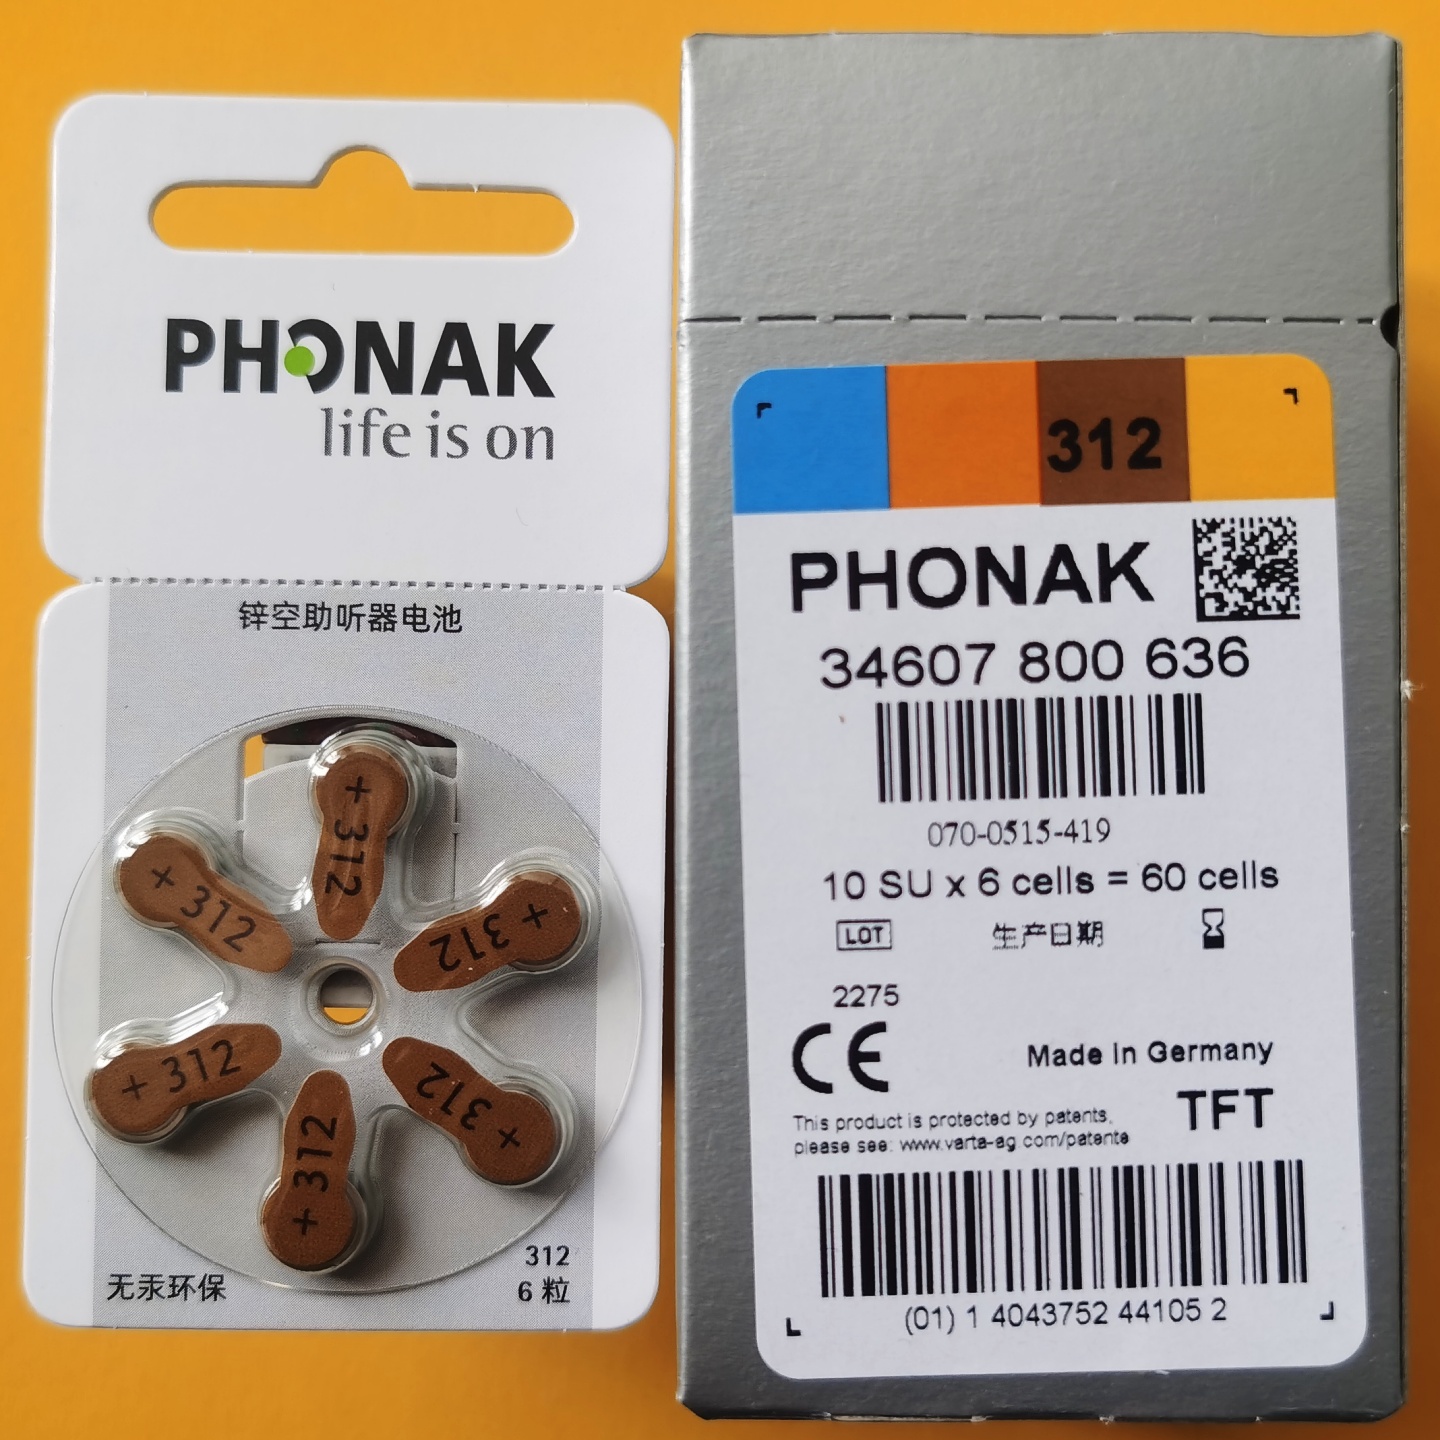 PHONAK
life is on
锌空助听器电池
+ 312
+ 312
+ 312
+ 312
+ 312
+ 312
无汞环保
312
6 粒
312
PHONAK
34607 800 636
070-0515-419
10 SU x 6 cells = 60 cells
LOT 生产日期
2275
CE
Made in Germany
TFT
This product is protected by patents,
please see: www.varta-ag com/patents
(01) 1 4043752 44105 2